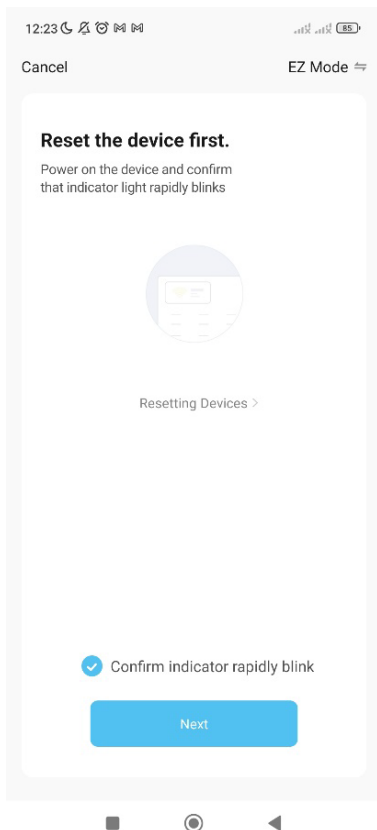 12:23
85
Cancel
EZ Mode
Reset the device first.
Power on the device and confirm
that indicator light rapidly blinks
Resetting Devices >
Confirm indicator rapidly blink
Next